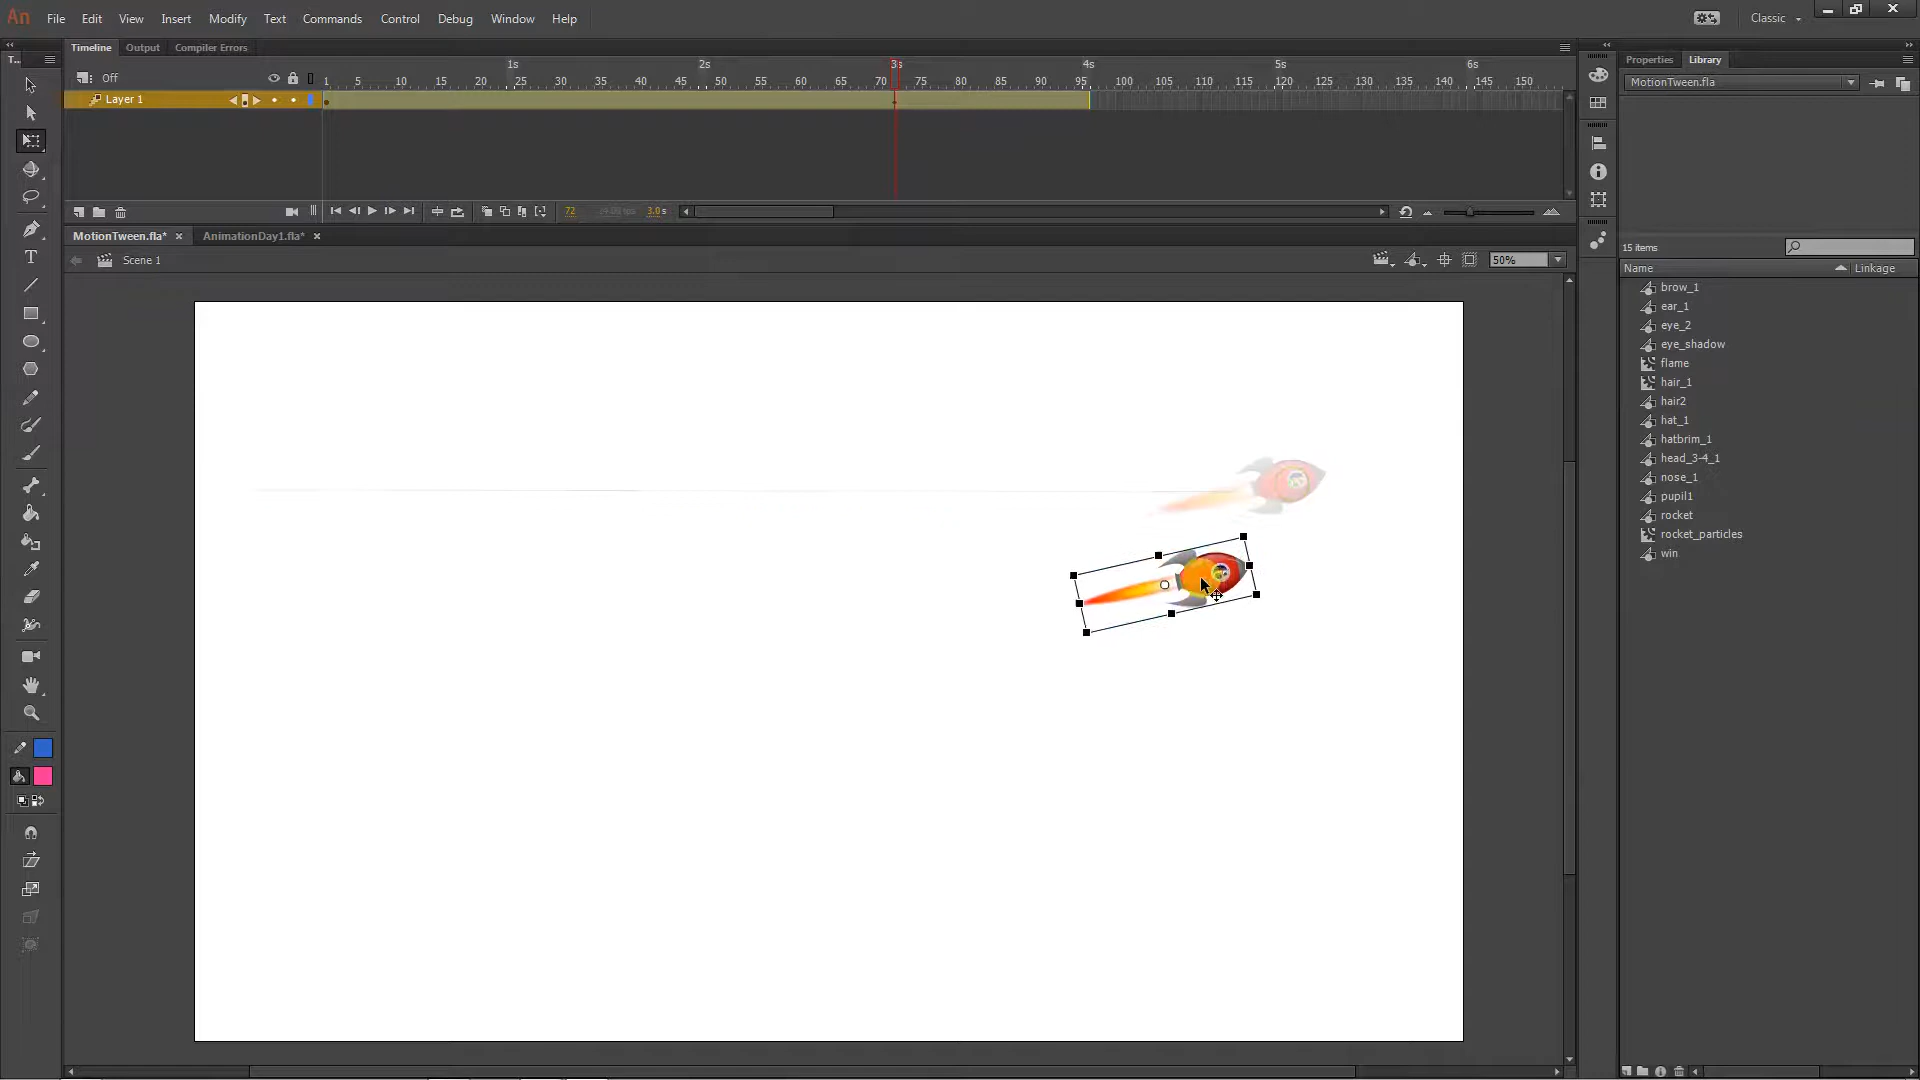 An File Edit View Insert Modify Text Commands Control Debug Window Help Classic
Timeline Output Compiler Errors
T... Properties Library
Off 1s 2s 3s 4s 5s 6s
1 5 10 15 20 25 30 35 40 45 50 55 60 65 70 75 80 85 90 95 100 105 110 115 120 125 130 135 140 145 150
MotionTween.fla
Layer 1
72 3.0s
MotionTween.fla* × AnimationDay1.fla* ×
15 items
Scene 1 50%
Name Linkage
brow_1
ear_1
eye_2
eye_shadow
flame
hair_1
hair2
hat_1
hatbrim_1
head_3-4_1
nose_1
pupil1
rocket
rocket_particles
win
T